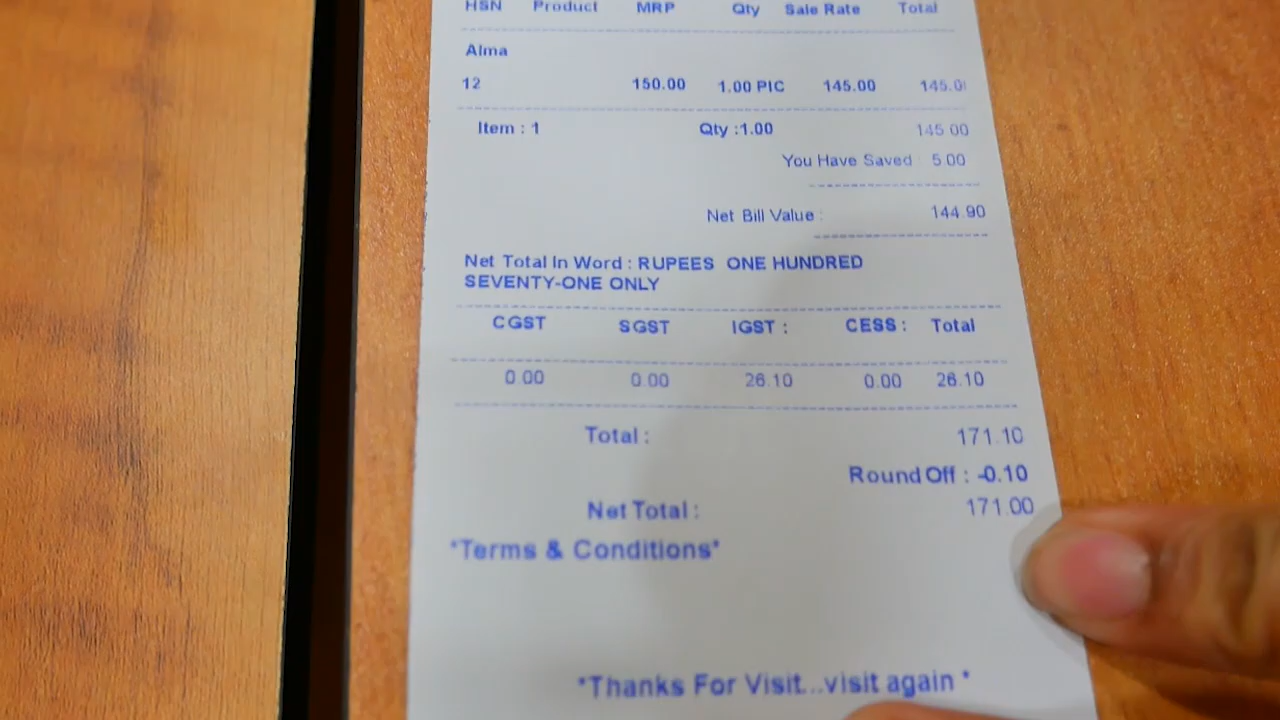 HSN Product MRP Qty Sale Rate Total
Alma
12 150.00 1.00 PIC 145.00 145.0
Item : 1 Qty :1.00 145.00
You Have Saved 5.00
Net Bill Value : 144.90
Net Total In Word : RUPEES ONE HUNDRED
SEVENTY-ONE ONLY
CGST SGST IGST : CESS : Total
0.00 0.00 26.10 0.00 26.10
Total : 171.10
Round Off : -0.10
Net Total : 171.00
*Terms & Conditions*
*Thanks For Visit...visit again *